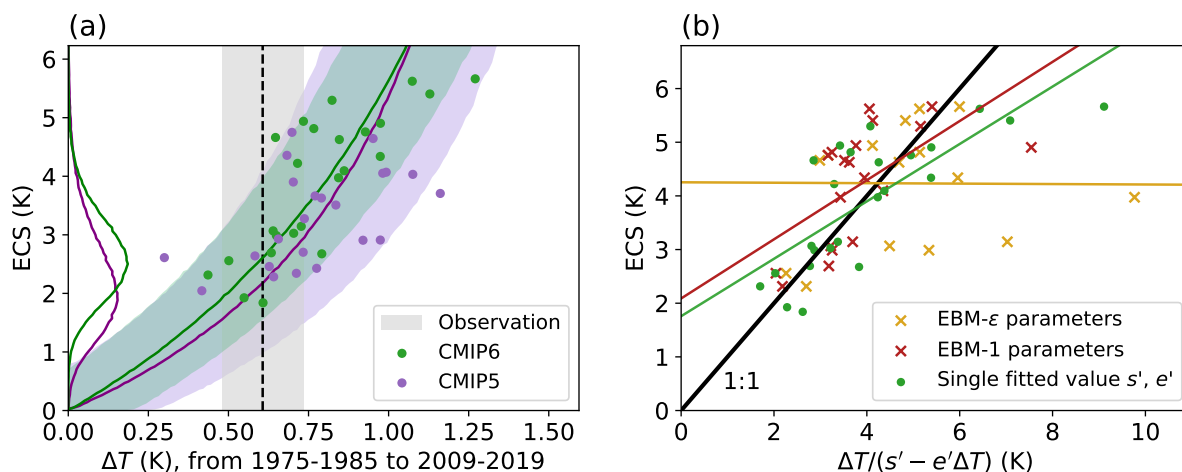 (a)
6
5
4
3
2
1
0
ECS (K)
0.00 0.25 0.50 0.75 1.00 1.25 1.50
ΔT (K), from 1975-1985 to 2009-2019
Observation
CMIP6
CMIP5
(b)
6
5
4
3
2
1
0
ECS (K)
0 2 4 6 8 10
ΔT/(s′ − e′ΔT) (K)
1:1
EBM-ε parameters
EBM-1 parameters
Single fitted value s', e'